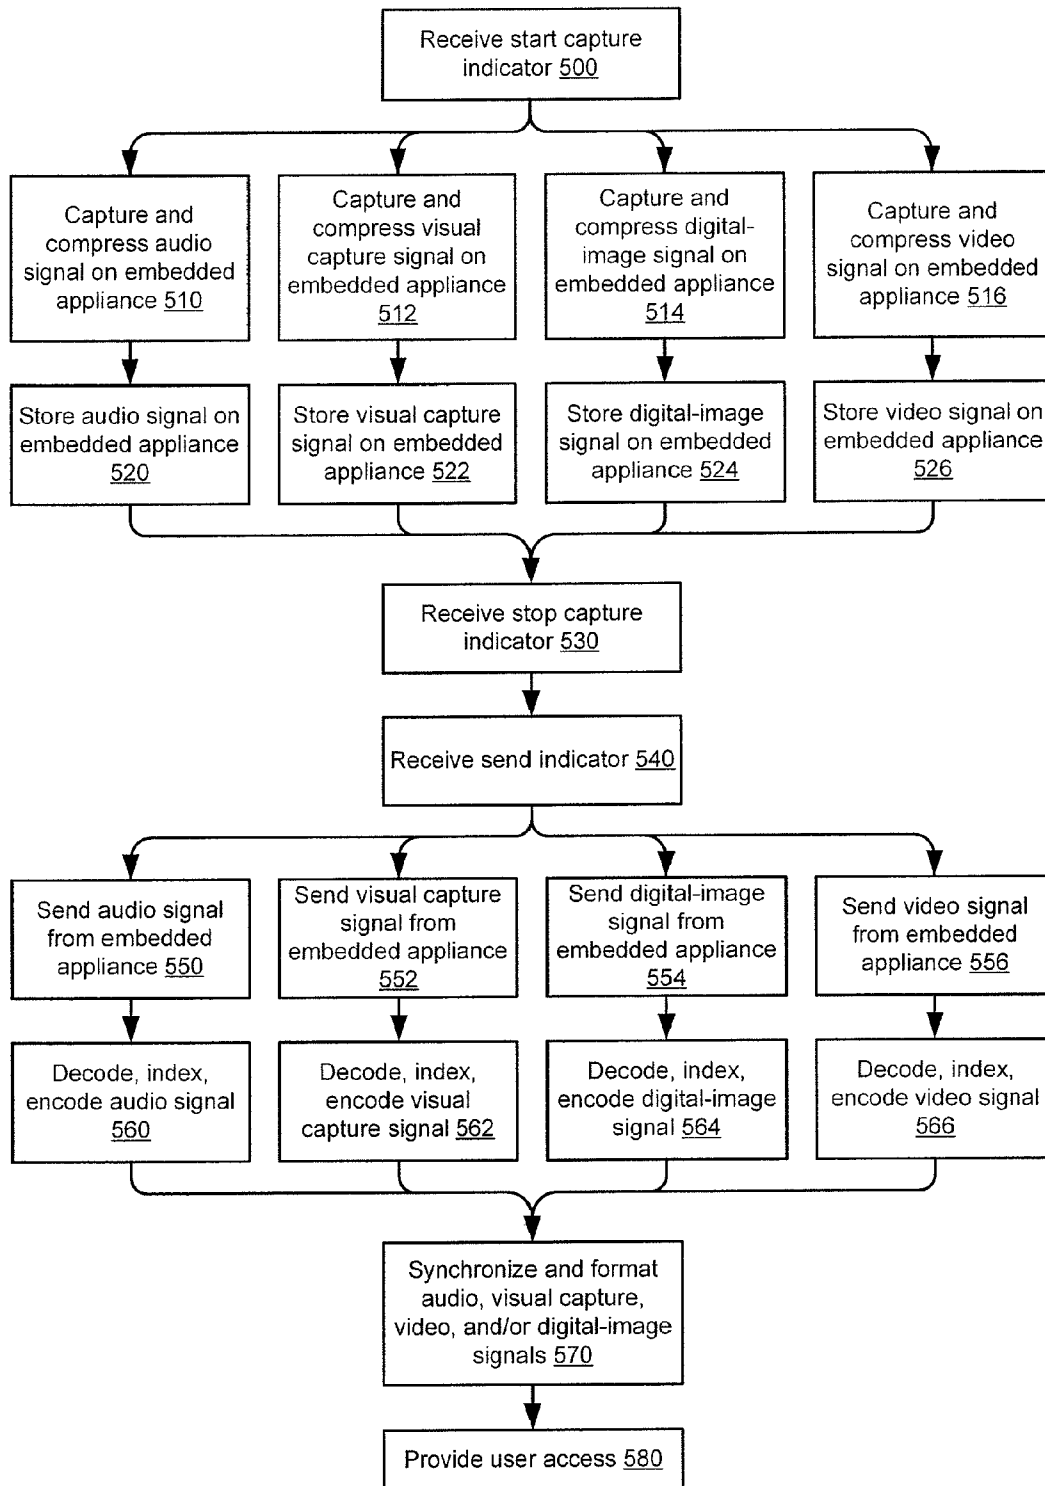 Receive start capture
indicator 500
Capture and
compress audio
signal on embedded
appliance 510
Capture and
compress visual
capture signal on
embedded appliance
512
Capture and
compress digital-
image signal on
embedded appliance
514
Capture and
compress video
signal on embedded
appliance 516
Store audio signal on
embedded appliance
520
Store visual capture
signal on embedded
appliance 522
Store digital-image
signal on embedded
appliance 524
Store video signal on
embedded appliance
526
Receive stop capture
indicator 530
Receive send indicator 540
Send audio signal
from embedded
appliance 550
Send visual capture
signal from
embedded appliance
552
Send digital-image
signal from
embedded appliance
554
Send video signal
from embedded
appliance 556
Decode, index,
encode audio signal
560
Decode, index,
encode visual
capture signal 562
Decode, index,
encode digital-image
signal 564
Decode, index,
encode video signal
566
Synchronize and format
audio, visual capture,
video, and/or digital-image
signals 570
Provide user access 580